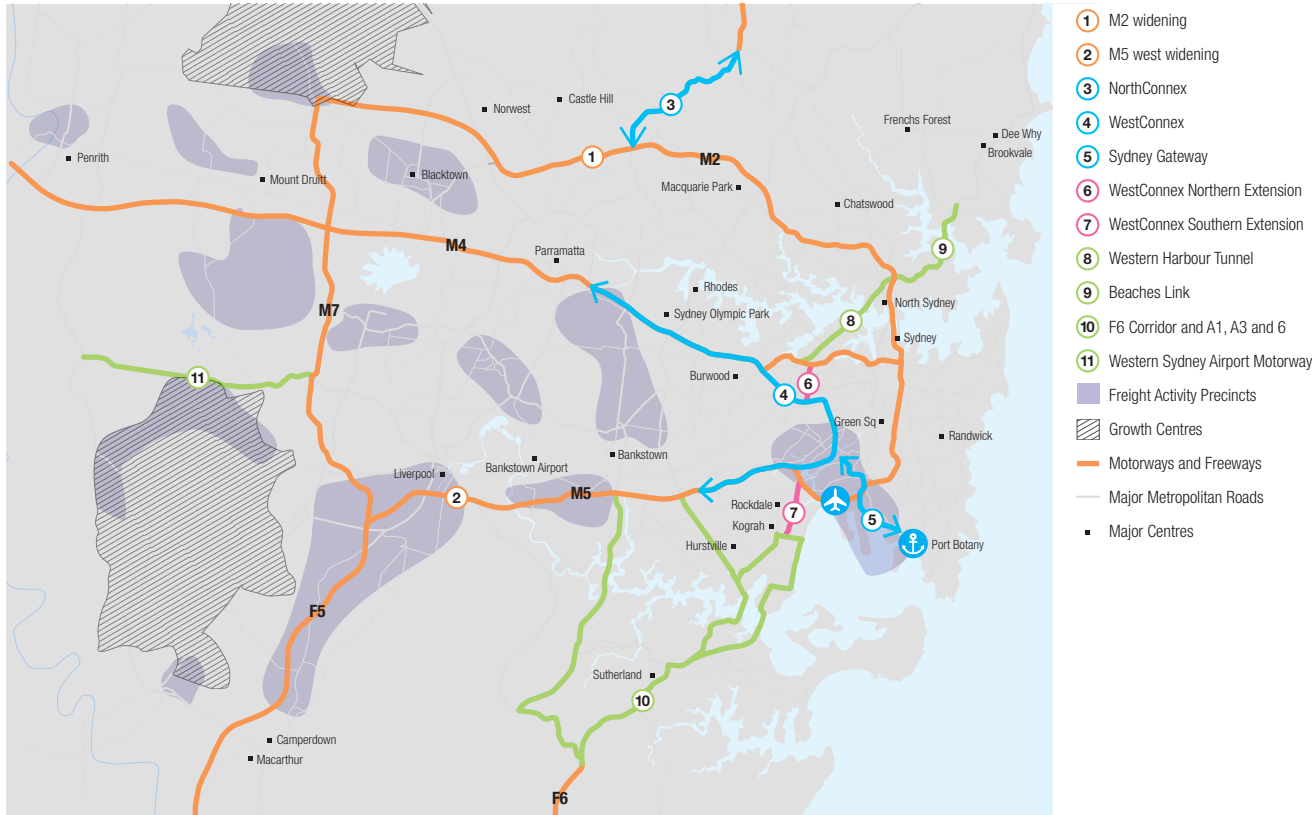 Norwest
Castle Hill
3
Frenchs Forest
Dee Why
Brookvale
Penrith
Mount Druitt
Blacktown
1
M2
Macquarie Park
Chatswood
M4
Parramatta
9
Rhodes
North Sydney
M7
Sydney Olympic Park
8
Sydney
11
Burwood
6
4
Green Sq
Randwick
Liverpool
Bankstown Airport
Bankstown
2
M5
Rockdale
7
5
Kograh
Hurstville
Port Botany
F5
Sutherland
10
Camperdown
Macarthur
F6
1 M2 widening
2 M5 west widening
3 NorthConnex
4 WestConnex
5 Sydney Gateway
6 WestConnex Northern Extension
7 WestConnex Southern Extension
8 Western Harbour Tunnel
9 Beaches Link
10 F6 Corridor and A1, A3 and 6
11 Western Sydney Airport Motorway
Freight Activity Precincts
Growth Centres
Motorways and Freeways
Major Metropolitan Roads
Major Centres